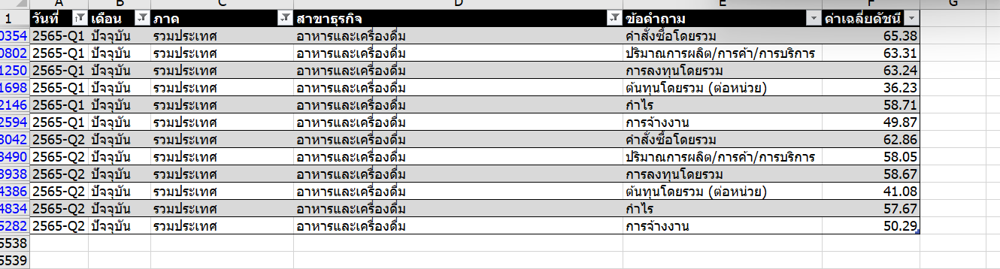 A B C D E F G
1 วันที่ เดือน ภาค สาขาธุรกิจ ข้อคำถาม ค่าเฉลี่ยดัชนี
0354 2565-Q1 ปัจจุบัน รวมประเทศ อาหารและเครื่องดื่ม คำสั่งซื้อโดยรวม 65.38
0802 2565-Q1 ปัจจุบัน รวมประเทศ อาหารและเครื่องดื่ม ปริมาณการผลิต/การค้า/การบริการ 63.31
1250 2565-Q1 ปัจจุบัน รวมประเทศ อาหารและเครื่องดื่ม การลงทุนโดยรวม 63.24
1698 2565-Q1 ปัจจุบัน รวมประเทศ อาหารและเครื่องดื่ม ต้นทุนโดยรวม (ต่อหน่วย) 36.23
2146 2565-Q1 ปัจจุบัน รวมประเทศ อาหารและเครื่องดื่ม กำไร 58.71
2594 2565-Q1 ปัจจุบัน รวมประเทศ อาหารและเครื่องดื่ม การจ้างงาน 49.87
3042 2565-Q2 ปัจจุบัน รวมประเทศ อาหารและเครื่องดื่ม คำสั่งซื้อโดยรวม 62.86
3490 2565-Q2 ปัจจุบัน รวมประเทศ อาหารและเครื่องดื่ม ปริมาณการผลิต/การค้า/การบริการ 58.05
3938 2565-Q2 ปัจจุบัน รวมประเทศ อาหารและเครื่องดื่ม การลงทุนโดยรวม 58.67
4386 2565-Q2 ปัจจุบัน รวมประเทศ อาหารและเครื่องดื่ม ต้นทุนโดยรวม (ต่อหน่วย) 41.08
4834 2565-Q2 ปัจจุบัน รวมประเทศ อาหารและเครื่องดื่ม กำไร 57.67
5282 2565-Q2 ปัจจุบัน รวมประเทศ อาหารและเครื่องดื่ม การจ้างงาน 50.29
5538
5539